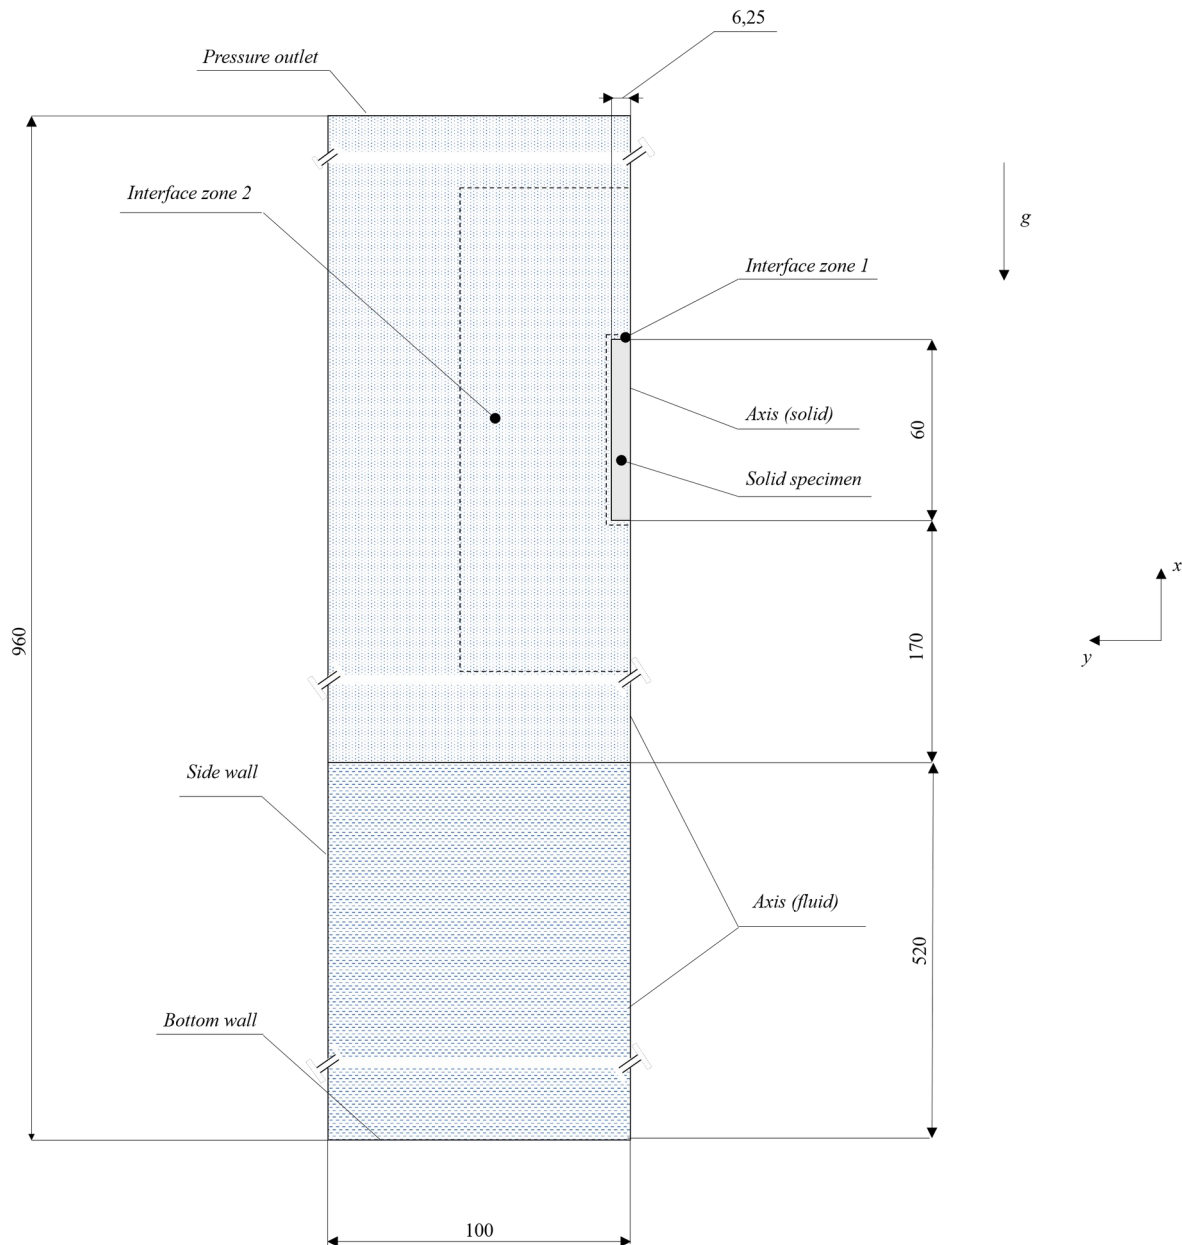 6,25
Pressure outlet
Interface zone 2
g
Interface zone 1
Axis (solid)
60
Solid specimen
x
960
170
y
Side wall
Axis (fluid)
520
Bottom wall
100